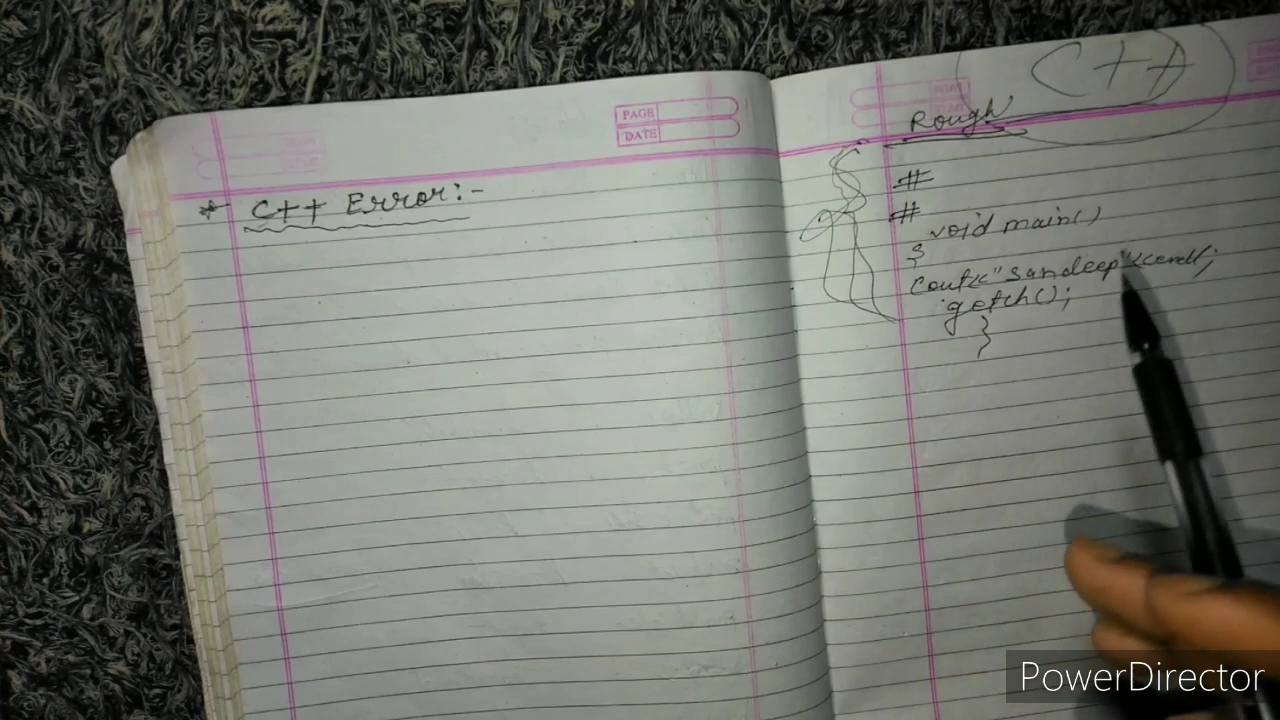 PAGE
DATE
* C++ Error:-
C++
Rough
#
#
void main()
{
cout<<"sandeep"<<endl;
getch();
}
PowerDirector